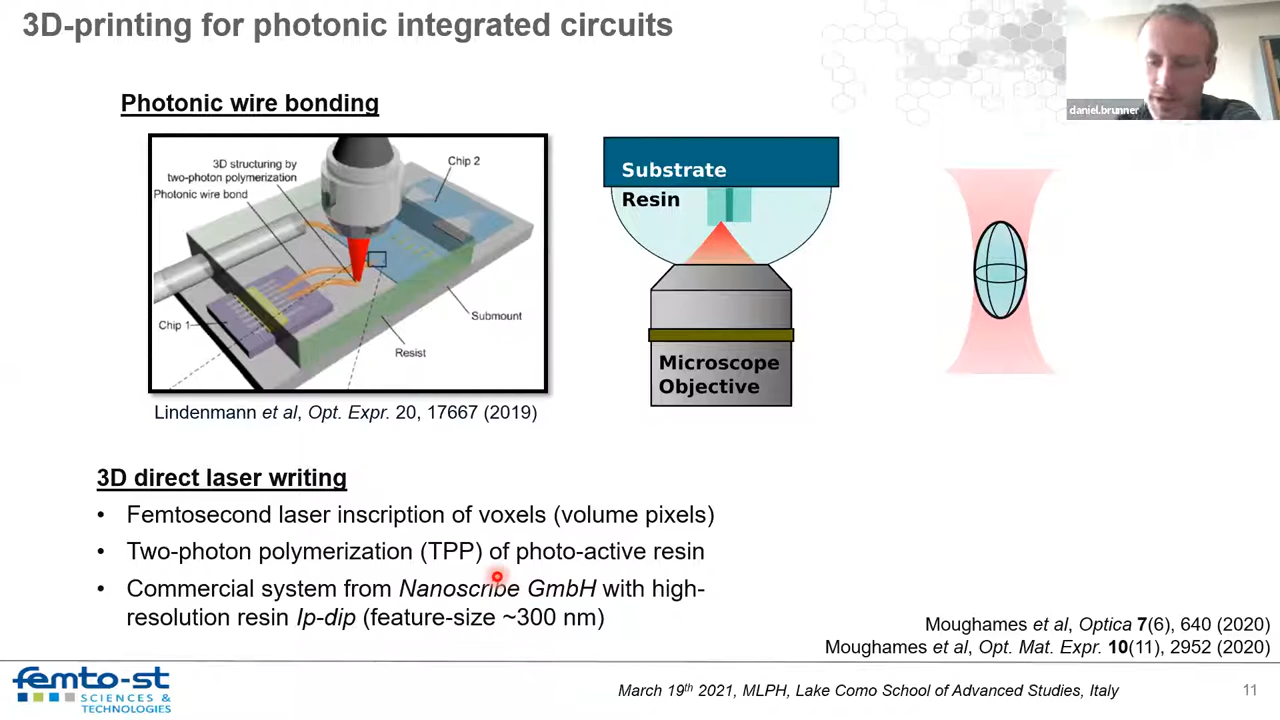 3D-printing for photonic integrated circuits
daniel.brunner
Photonic wire bonding
3D structuring by
two-photon polymerization
Photonic wire bond
Chip 2
Chip 1
Submount
Resist
Lindenmann et al, Opt. Expr. 20, 17667 (2019)
Substrate
Resin
Microscope
Objective
3D direct laser writing
• Femtosecond laser inscription of voxels (volume pixels)
• Two-photon polymerization (TPP) of photo-active resin
• Commercial system from Nanoscribe GmbH with high-
resolution resin Ip-dip (feature-size ~300 nm)
Moughames et al, Optica 7(6), 640 (2020)
Moughames et al, Opt. Mat. Expr. 10(11), 2952 (2020)
femto-st
SCIENCES &
TECHNOLOGIES
March 19th 2021, MLPH, Lake Como School of Advanced Studies, Italy
11